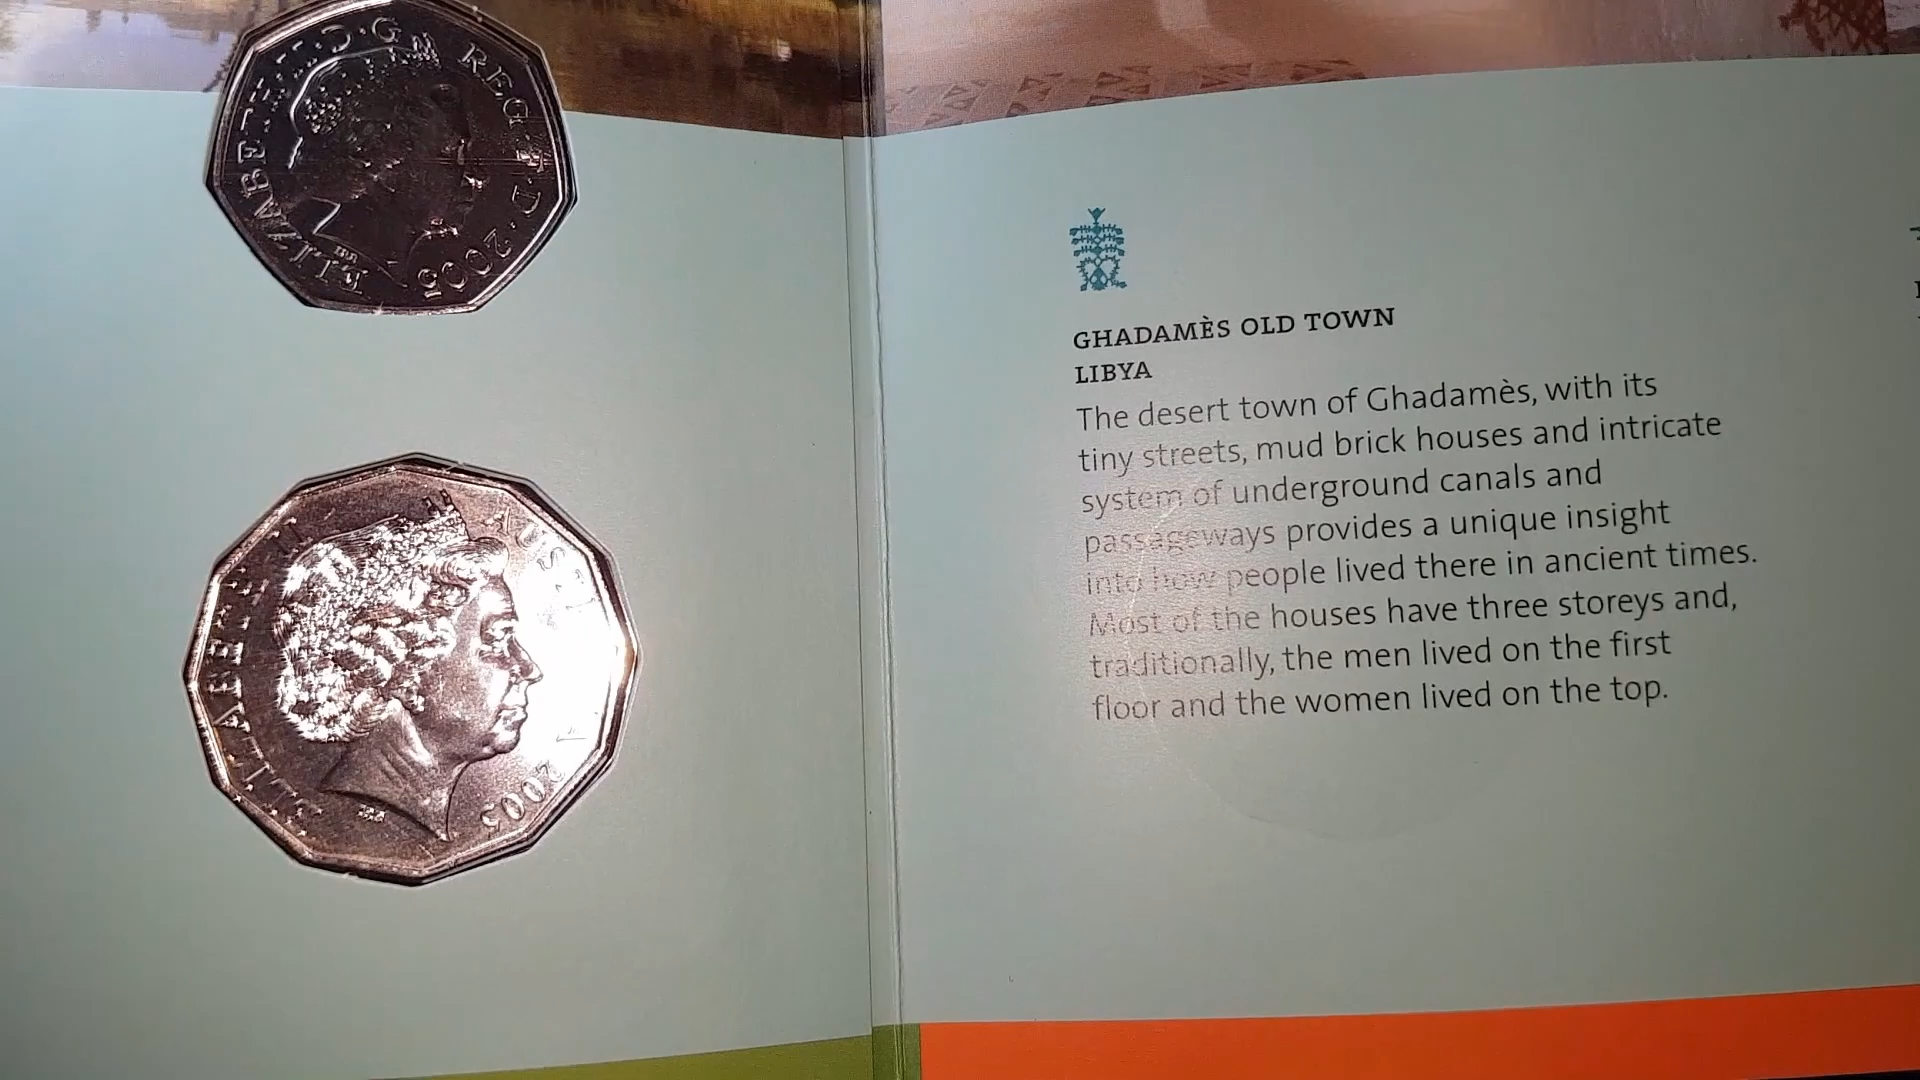 ELIZABETH·II·D·G REG·F·D·2005
ELIZABETH II AUSTRALIA 2005
GHADAMÈS OLD TOWN
LIBYA
The desert town of Ghadamès, with its
tiny streets, mud brick houses and intricate
system of underground canals and
passageways provides a unique insight
into how people lived there in ancient times.
Most of the houses have three storeys and,
traditionally, the men lived on the first
floor and the women lived on the top.